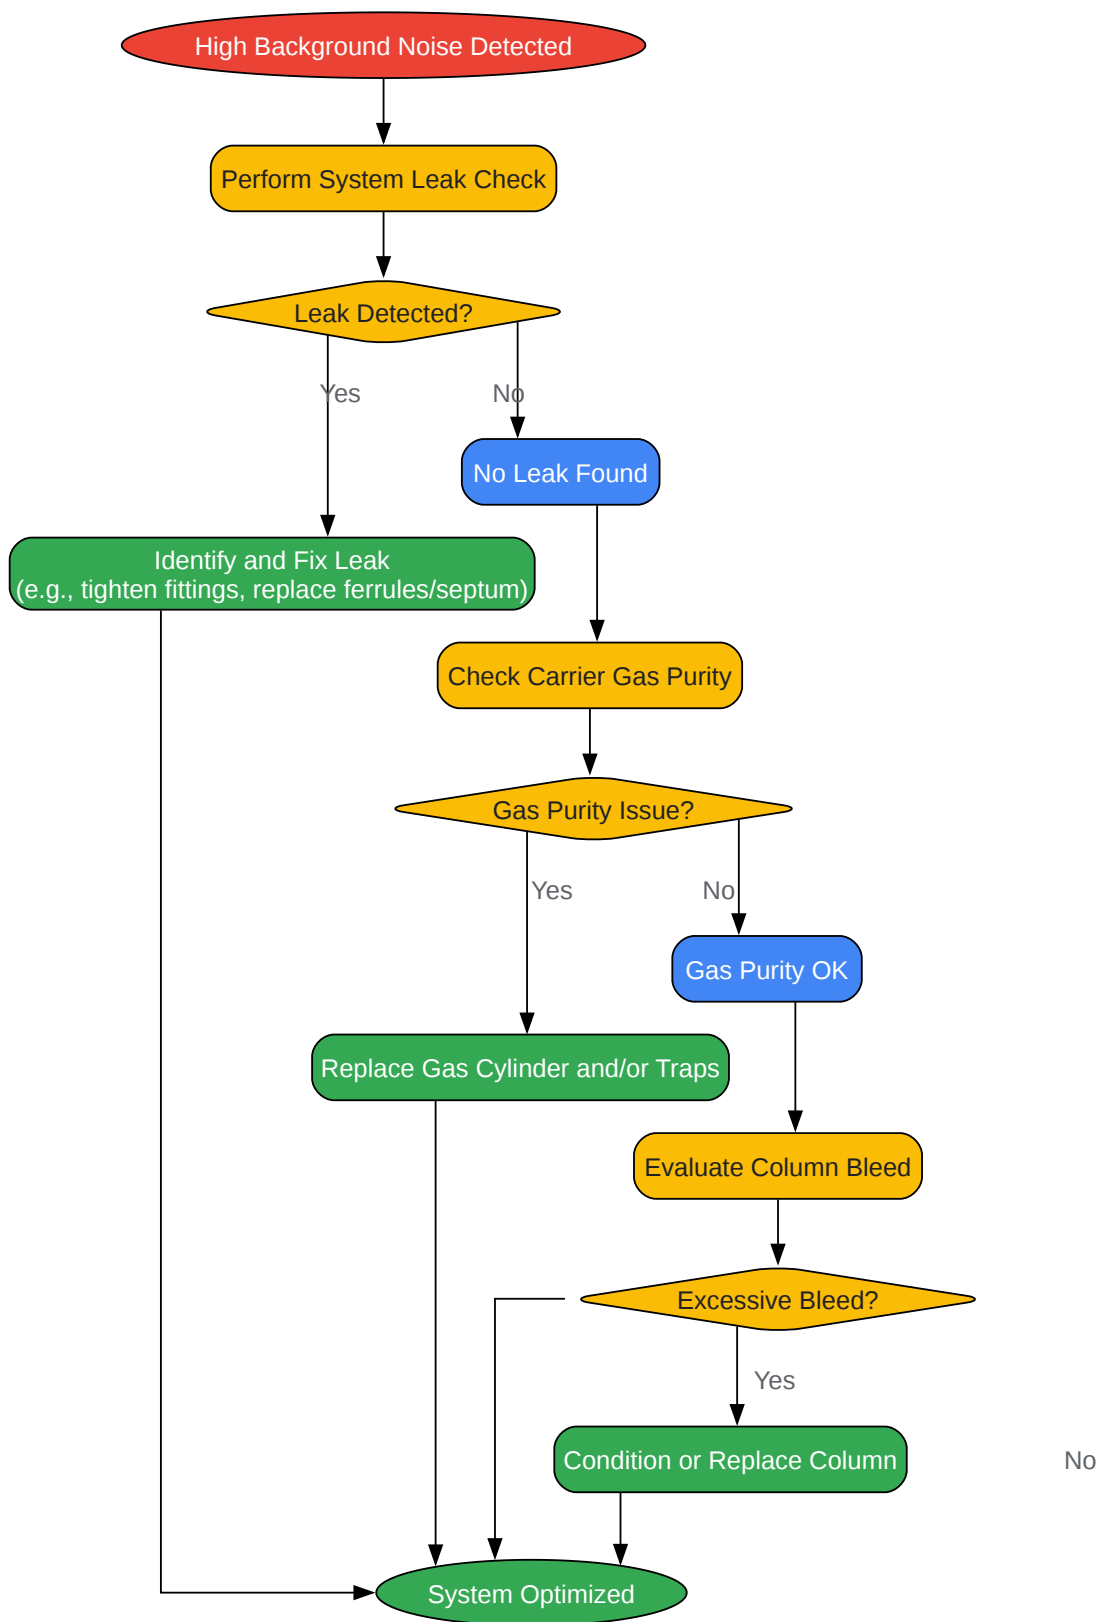 High Background Noise Detected
Perform System Leak Check
Leak Detected?
Yes
No
No Leak Found
Identify and Fix Leak
(e.g., tighten fittings, replace ferrules/septum)
Check Carrier Gas Purity
Gas Purity Issue?
Yes
No
Gas Purity OK
Replace Gas Cylinder and/or Traps
Evaluate Column Bleed
Excessive Bleed?
Yes
Condition or Replace Column
No
System Optimized